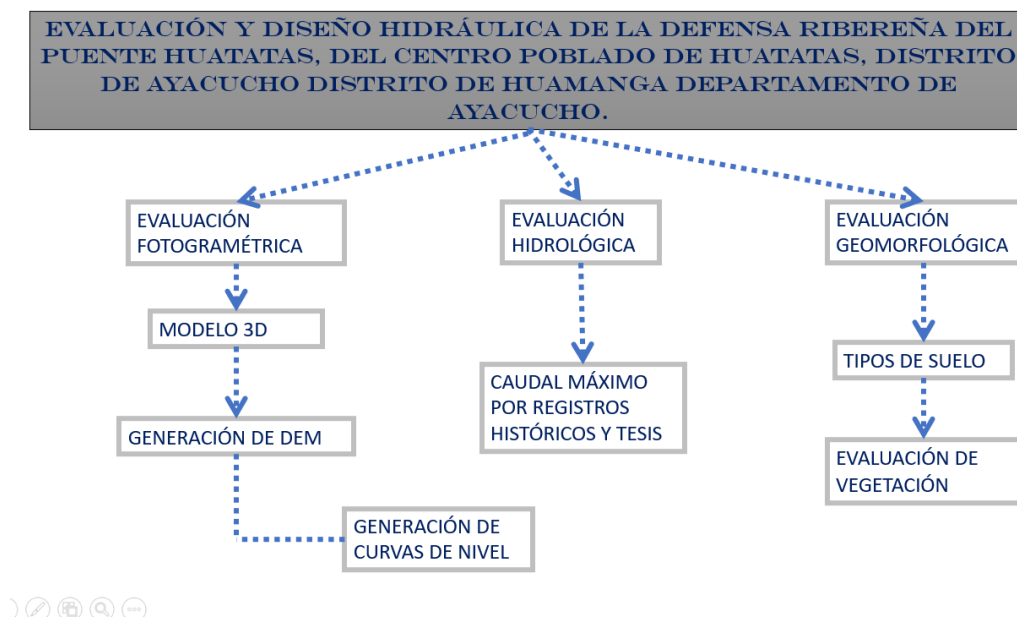 EVALUACIÓN Y DISEÑO HIDRÁULICA DE LA DEFENSA RIBEREÑA DEL
PUENTE HUATATAS, DEL CENTRO POBLADO DE HUATATAS, DISTRITO
DE AYACUCHO DISTRITO DE HUAMANGA DEPARTAMENTO DE
AYACUCHO.
EVALUACIÓN
FOTOGRAMÉTRICA
MODELO 3D
GENERACIÓN DE DEM
GENERACIÓN DE
CURVAS DE NIVEL
EVALUACIÓN
HIDROLÓGICA
CAUDAL MÁXIMO
POR REGISTROS
HISTÓRICOS Y TESIS
EVALUACIÓN
GEOMORFOLÓGICA
TIPOS DE SUELO
EVALUACIÓN DE
VEGETACIÓN